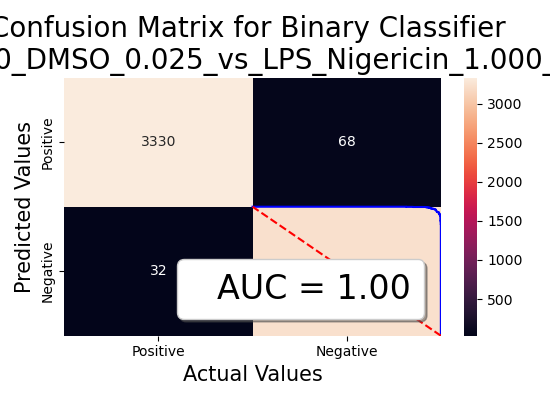 Confusion Matrix for Binary Classifier
0_DMSO_0.025_vs_LPS_Nigericin_1.000_
Predicted Values
Positive
Negative
3330
68
32
AUC = 1.00
Positive
Negative
Actual Values
3000
2500
2000
1500
1000
500